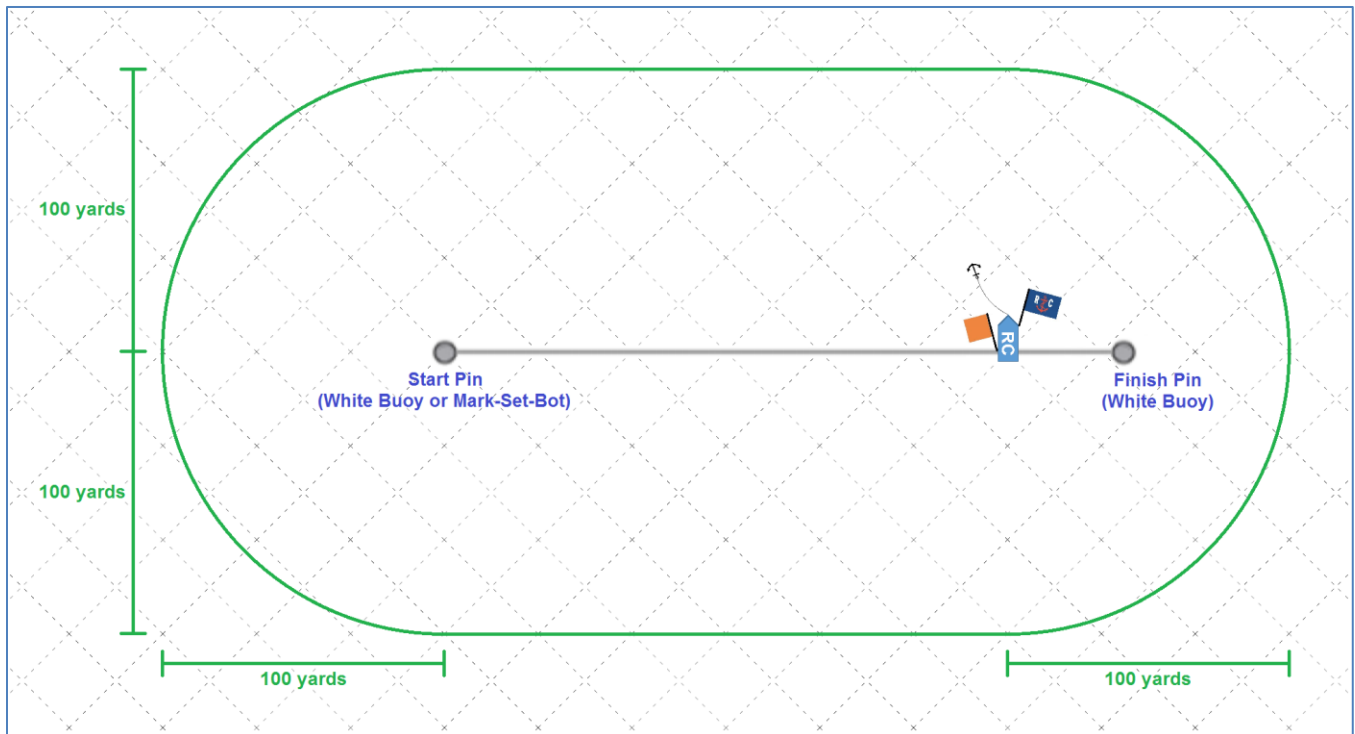 100 yards
R C
RC
Start Pin
(White Buoy or Mark-Set-Bot)
Finish Pin
(White Buoy)
100 yards
100 yards
100 yards